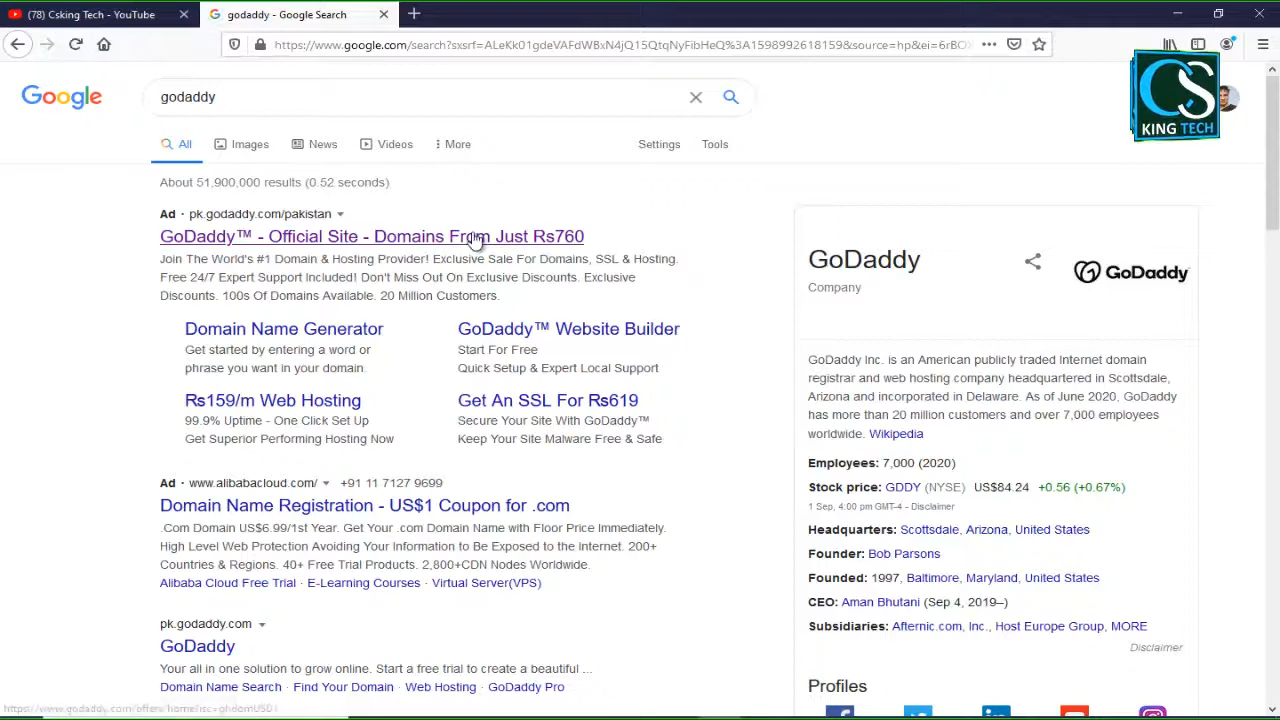 (78) Csking Tech - YouTube
godaddy - Google Search
https://www.google.com/search?sxsrf=ALeKk01gdeVAFdWBxN4jQ15QtqNyFibHeQ%3A1598992618159&source=hp&ei=6rBO
Google
godaddy
CS
KING TECH
All Images News Videos More Settings Tools
About 51,900,000 results (0.52 seconds)
Ad · pk.godaddy.com/pakistan
GoDaddy™ - Official Site - Domains From Just Rs760
Join The World's #1 Domain & Hosting Provider! Exclusive Sale For Domains, SSL & Hosting.
Free 24/7 Expert Support Included! Don't Miss Out On Exclusive Discounts. Exclusive
Discounts. 100s Of Domains Available. 20 Million Customers.
Domain Name Generator
Get started by entering a word or
phrase you want in your domain.
GoDaddy™ Website Builder
Start For Free
Quick Setup & Expert Local Support
Rs159/m Web Hosting
99.9% Uptime - One Click Set Up
Get Superior Performing Hosting Now
Get An SSL For Rs619
Secure Your Site With GoDaddy™
Keep Your Site Malware Free & Safe
Ad · www.alibabacloud.com/ +91 11 7127 9699
Domain Name Registration - US$1 Coupon for .com
.Com Domain US$6.99/1st Year. Get Your .com Domain Name with Floor Price Immediately.
High Level Web Protection Avoiding Your Information to Be Exposed to the Internet. 200+
Countries & Regions. 40+ Free Trial Products. 2,800+CDN Nodes Worldwide.
Alibaba Cloud Free Trial · E-Learning Courses · Virtual Server(VPS)
pk.godaddy.com
GoDaddy
Your all in one solution to grow online. Start a free trial to create a beautiful ...
Domain Name Search · Find Your Domain · Web Hosting · GoDaddy Pro
GoDaddy
Company
GoDaddy
GoDaddy Inc. is an American publicly traded Internet domain
registrar and web hosting company headquartered in Scottsdale,
Arizona and incorporated in Delaware. As of June 2020, GoDaddy
has more than 20 million customers and over 7,000 employees
worldwide. Wikipedia
Employees: 7,000 (2020)
Stock price: GDDY (NYSE) US$84.24 +0.56 (+0.67%)
1 Sep, 4:00 pm GMT-4 - Disclaimer
Headquarters: Scottsdale, Arizona, United States
Founder: Bob Parsons
Founded: 1997, Baltimore, Maryland, United States
CEO: Aman Bhutani (Sep 4, 2019–)
Subsidiaries: Afternic.com, Inc., Host Europe Group, MORE
Disclaimer
Profiles